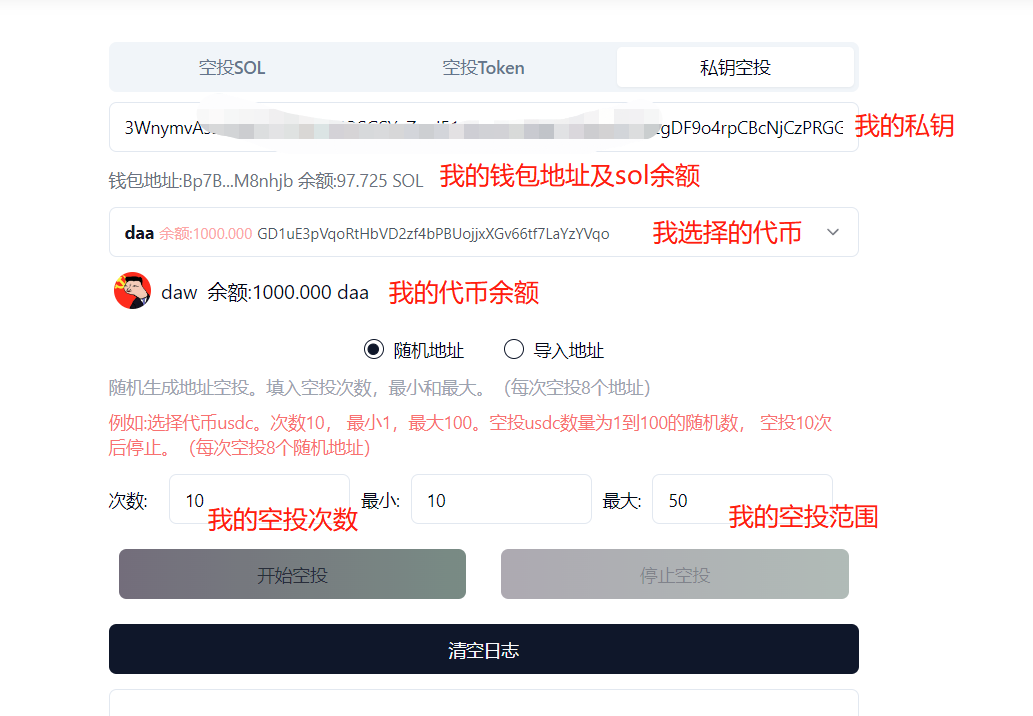 空投SOL 空投Token 私钥空投
3WnymvA gDF9o4rpCBcNjCzPRGG 我的私钥
钱包地址:Bp7B...M8nhjb 余额:97.725 SOL 我的钱包地址及sol余额
daa 余额:1000.000 GD1uE3pVqoRtHbVD2zf4bPBUojjxXGv66tf7LaYzYVqo 我选择的代币
daw 余额:1000.000 daa 我的代币余额
随机地址 导入地址
随机生成地址空投。填入空投次数，最小和最大。（每次空投8个地址）
例如:选择代币usdc。次数10， 最小1，最大100。空投usdc数量为1到100的随机数， 空投10次
后停止。（每次空投8个随机地址）
次数: 10 最小: 10 最大: 50
我的空投次数 我的空投范围
开始空投 停止空投
清空日志